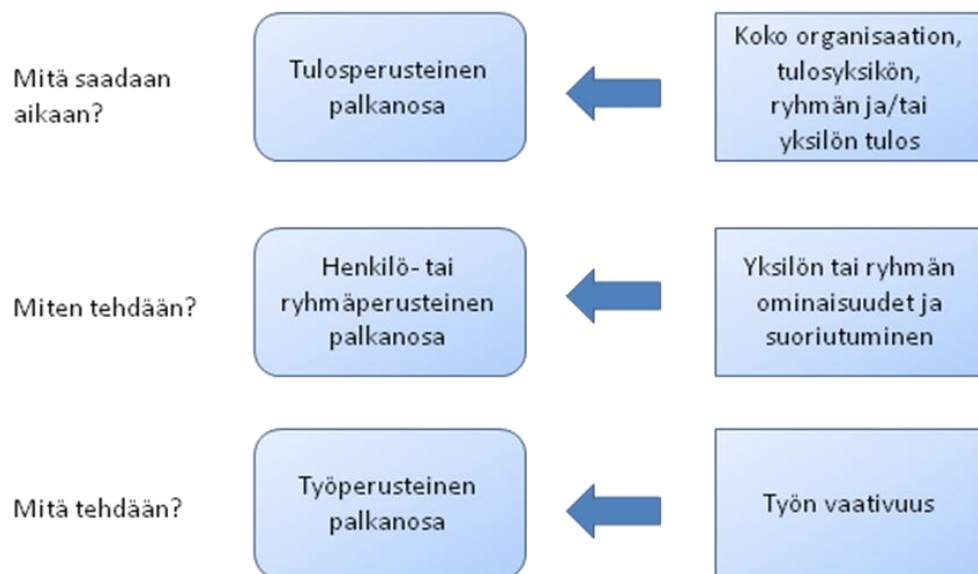 Mitä saadaan
aikaan?
Tulosperusteinen
palkanosa
Koko organisaation,
tulosyksikön,
ryhmän ja/tai
yksilön tulos
Miten tehdään?
Henkilö- tai
ryhmäperusteinen
palkanosa
Yksilön tai ryhmän
ominaisuudet ja
suoriutuminen
Mitä tehdään?
Työperusteinen
palkanosa
Työn vaativuus